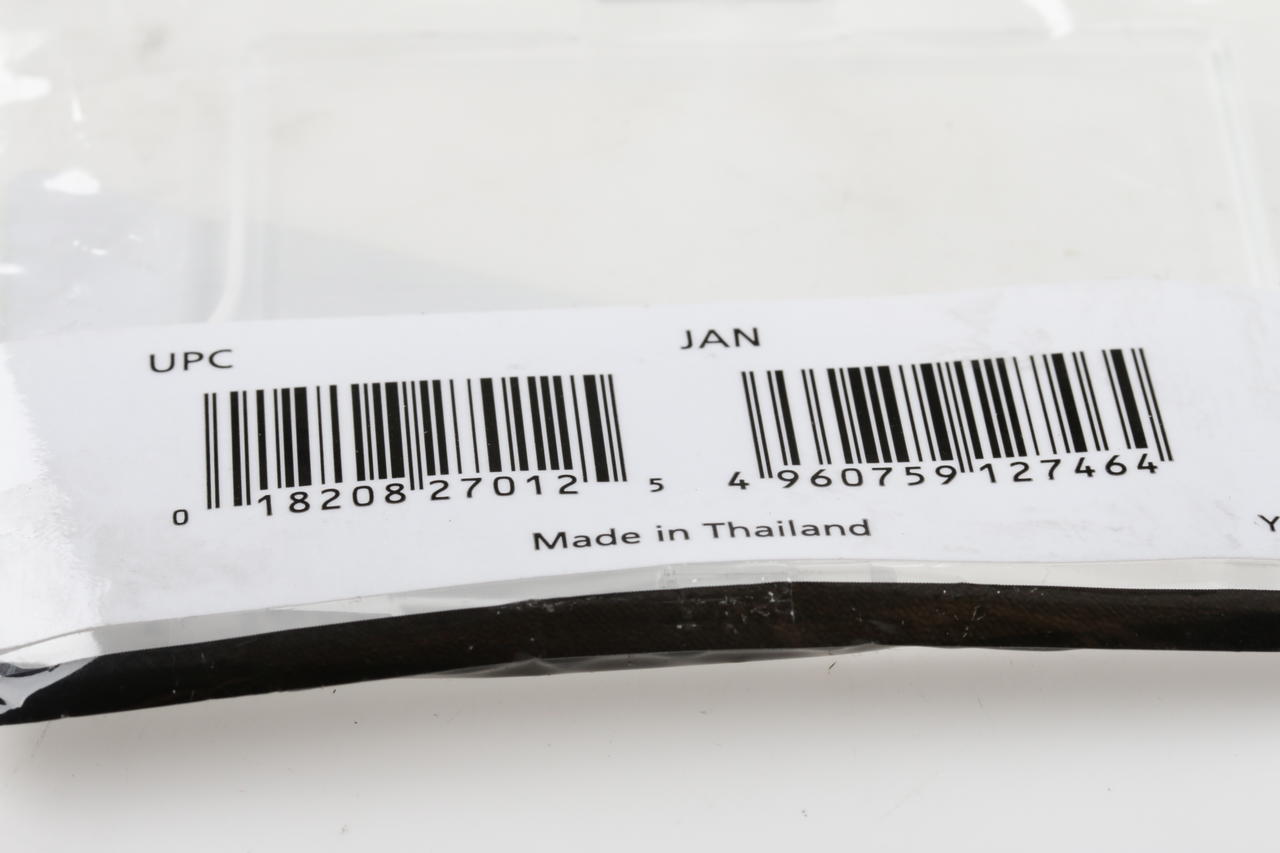 UPC
JAN
0 18208 27012 5
4 960759 127464
Made in Thailand
Y